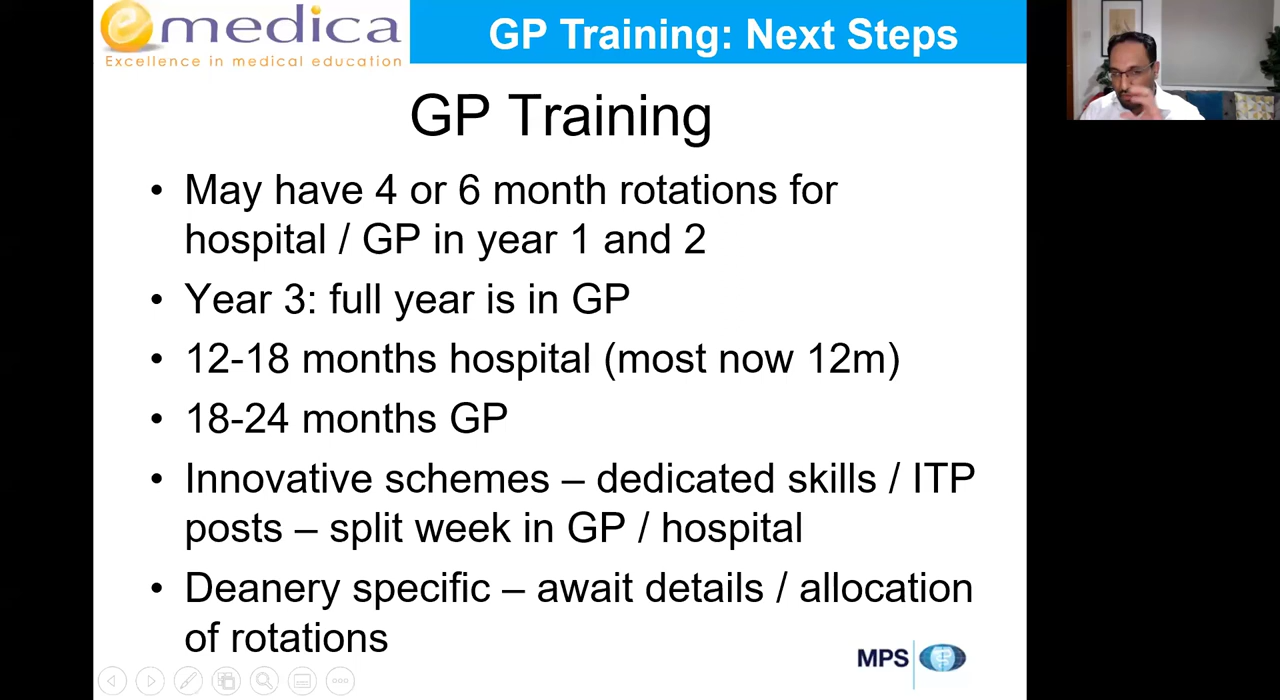 emedica
Excellence in medical education
GP Training: Next Steps
GP Training
• May have 4 or 6 month rotations for
hospital / GP in year 1 and 2
• Year 3: full year is in GP
• 12-18 months hospital (most now 12m)
• 18-24 months GP
• Innovative schemes – dedicated skills / ITP
posts – split week in GP / hospital
• Deanery specific – await details / allocation
of rotations
MPS